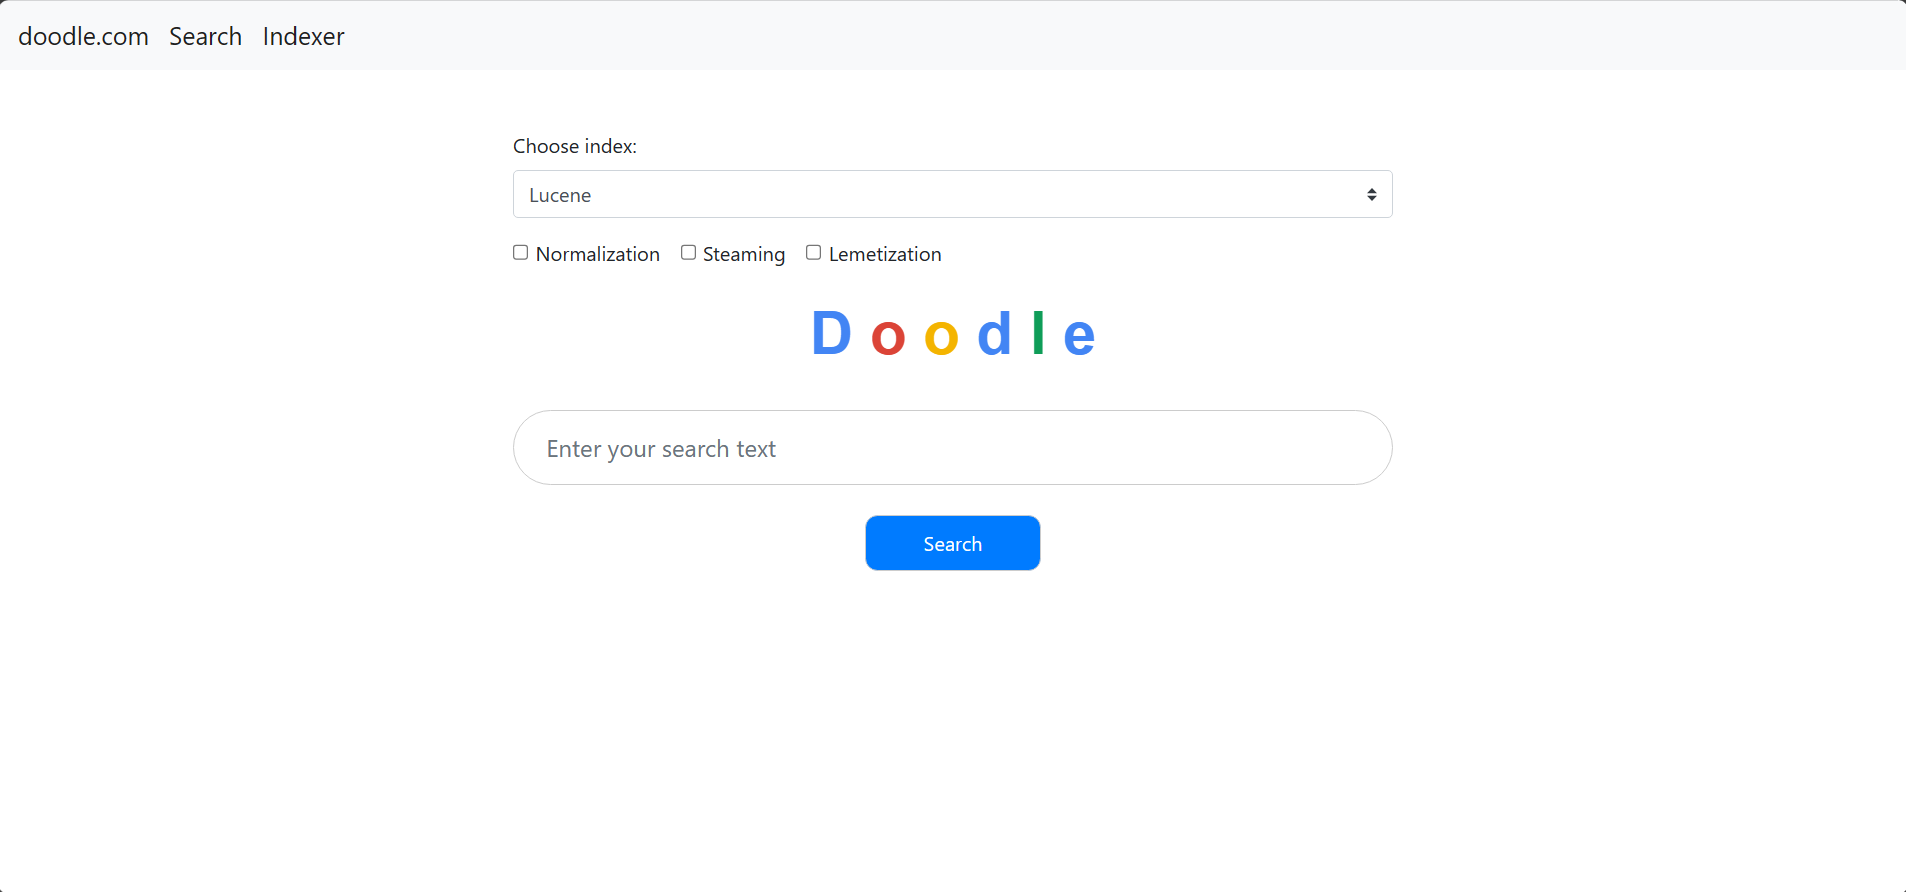 doodle.com Search Indexer
Choose index:
Lucene
Normalization Steaming Lemetization
D o o d l e
Enter your search text
Search